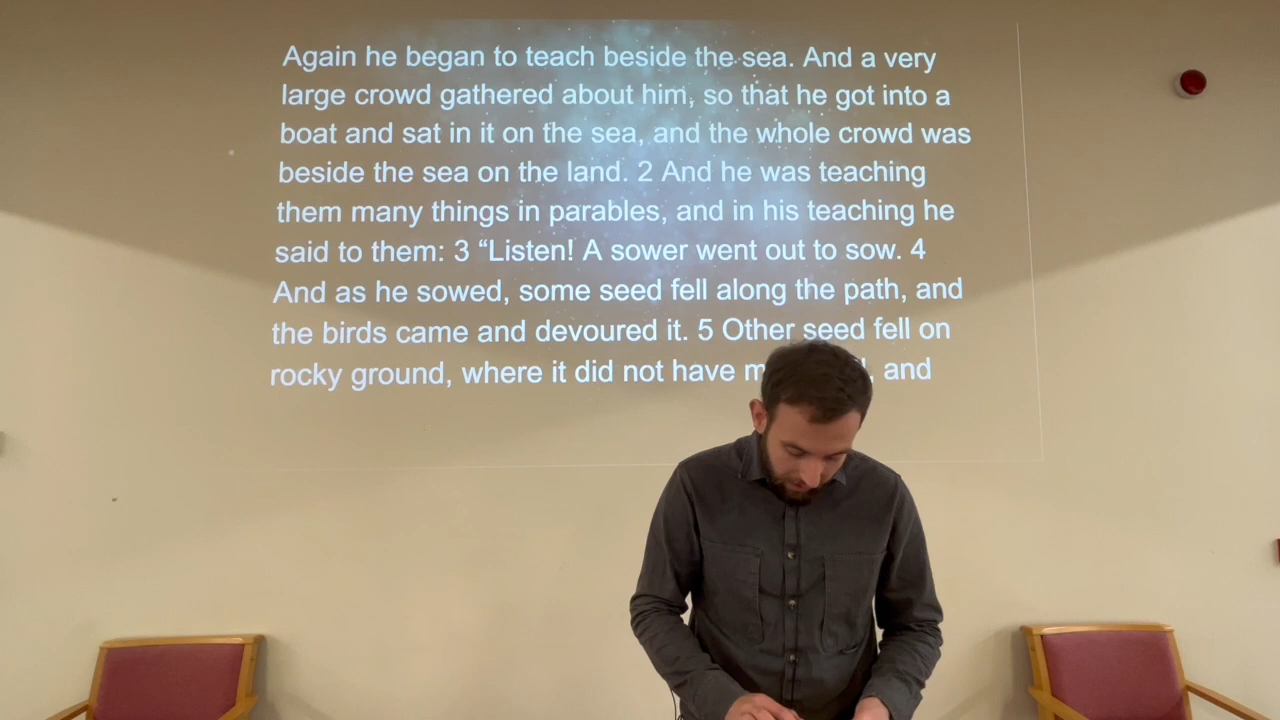 Again he began to teach beside the sea. And a very
large crowd gathered about him, so that he got into a
boat and sat in it on the sea, and the whole crowd was
beside the sea on the land. 2 And he was teaching
them many things in parables, and in his teaching he
said to them: 3 “Listen! A sower went out to sow. 4
And as he sowed, some seed fell along the path, and
the birds came and devoured it. 5 Other seed fell on
rocky ground, where it did not have and